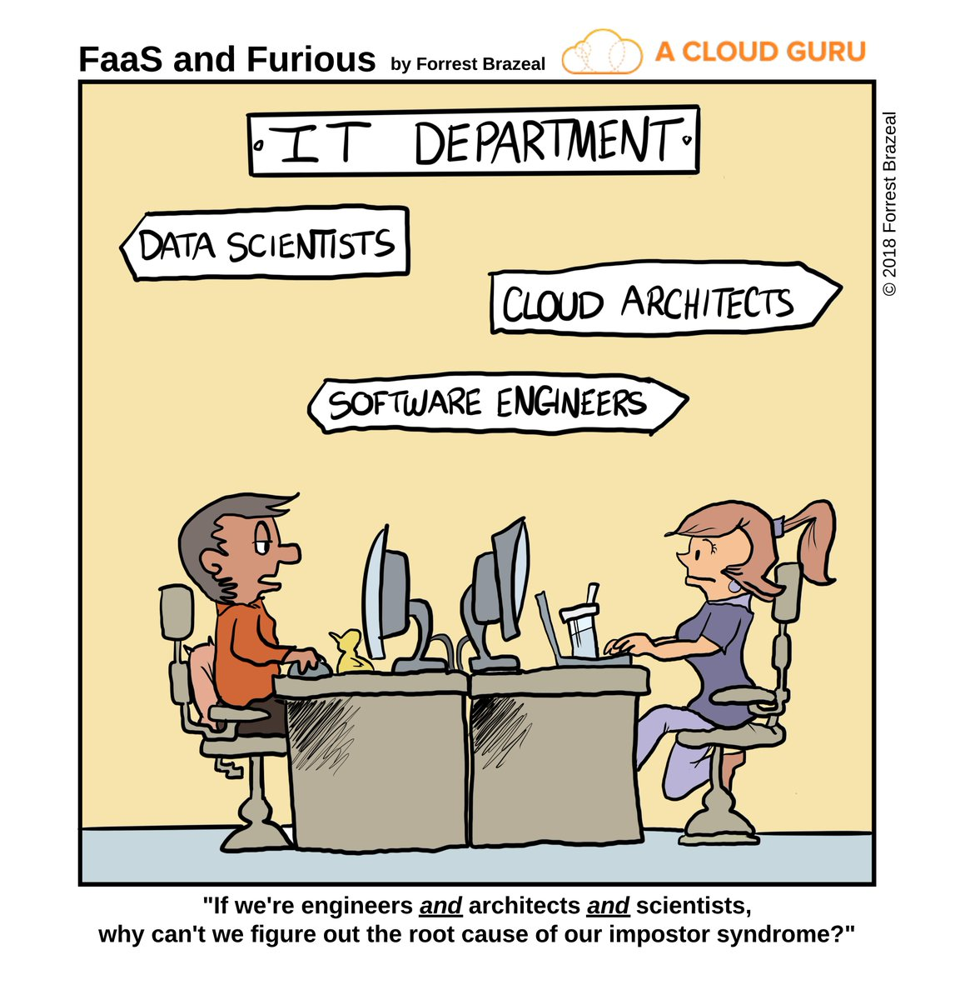 FaaS and Furious by Forrest Brazeal A CLOUD GURU
IT DEPARTMENT
DATA SCIENTISTS
CLOUD ARCHITECTS
SOFTWARE ENGINEERS
© 2018 Forrest Brazeal
"If we're engineers and architects and scientists,
why can't we figure out the root cause of our impostor syndrome?"